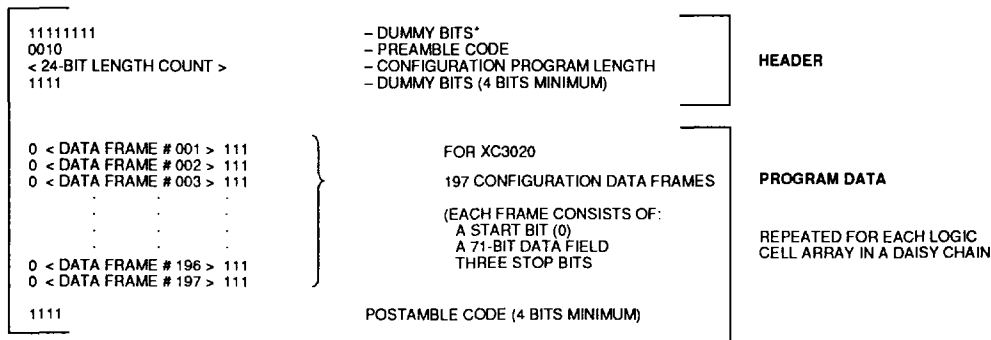 11111111 – DUMMY BITS*
0010 – PREAMBLE CODE
< 24-BIT LENGTH COUNT > – CONFIGURATION PROGRAM LENGTH
1111 – DUMMY BITS (4 BITS MINIMUM)
HEADER
0 < DATA FRAME # 001 > 111
0 < DATA FRAME # 002 > 111
0 < DATA FRAME # 003 > 111
. . .
. . .
. . .
0 < DATA FRAME # 196 > 111
0 < DATA FRAME # 197 > 111
FOR XC3020
197 CONFIGURATION DATA FRAMES
(EACH FRAME CONSISTS OF:
A START BIT (0)
A 71-BIT DATA FIELD
THREE STOP BITS
PROGRAM DATA
REPEATED FOR EACH LOGIC
CELL ARRAY IN A DAISY CHAIN
1111 POSTAMBLE CODE (4 BITS MINIMUM)